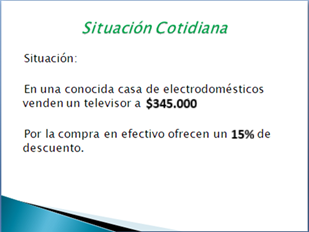 Situación Cotidiana
Situación:
En una conocida casa de electrodomésticos
venden un televisor a $345.000
Por la compra en efectivo ofrecen un 15% de
descuento.